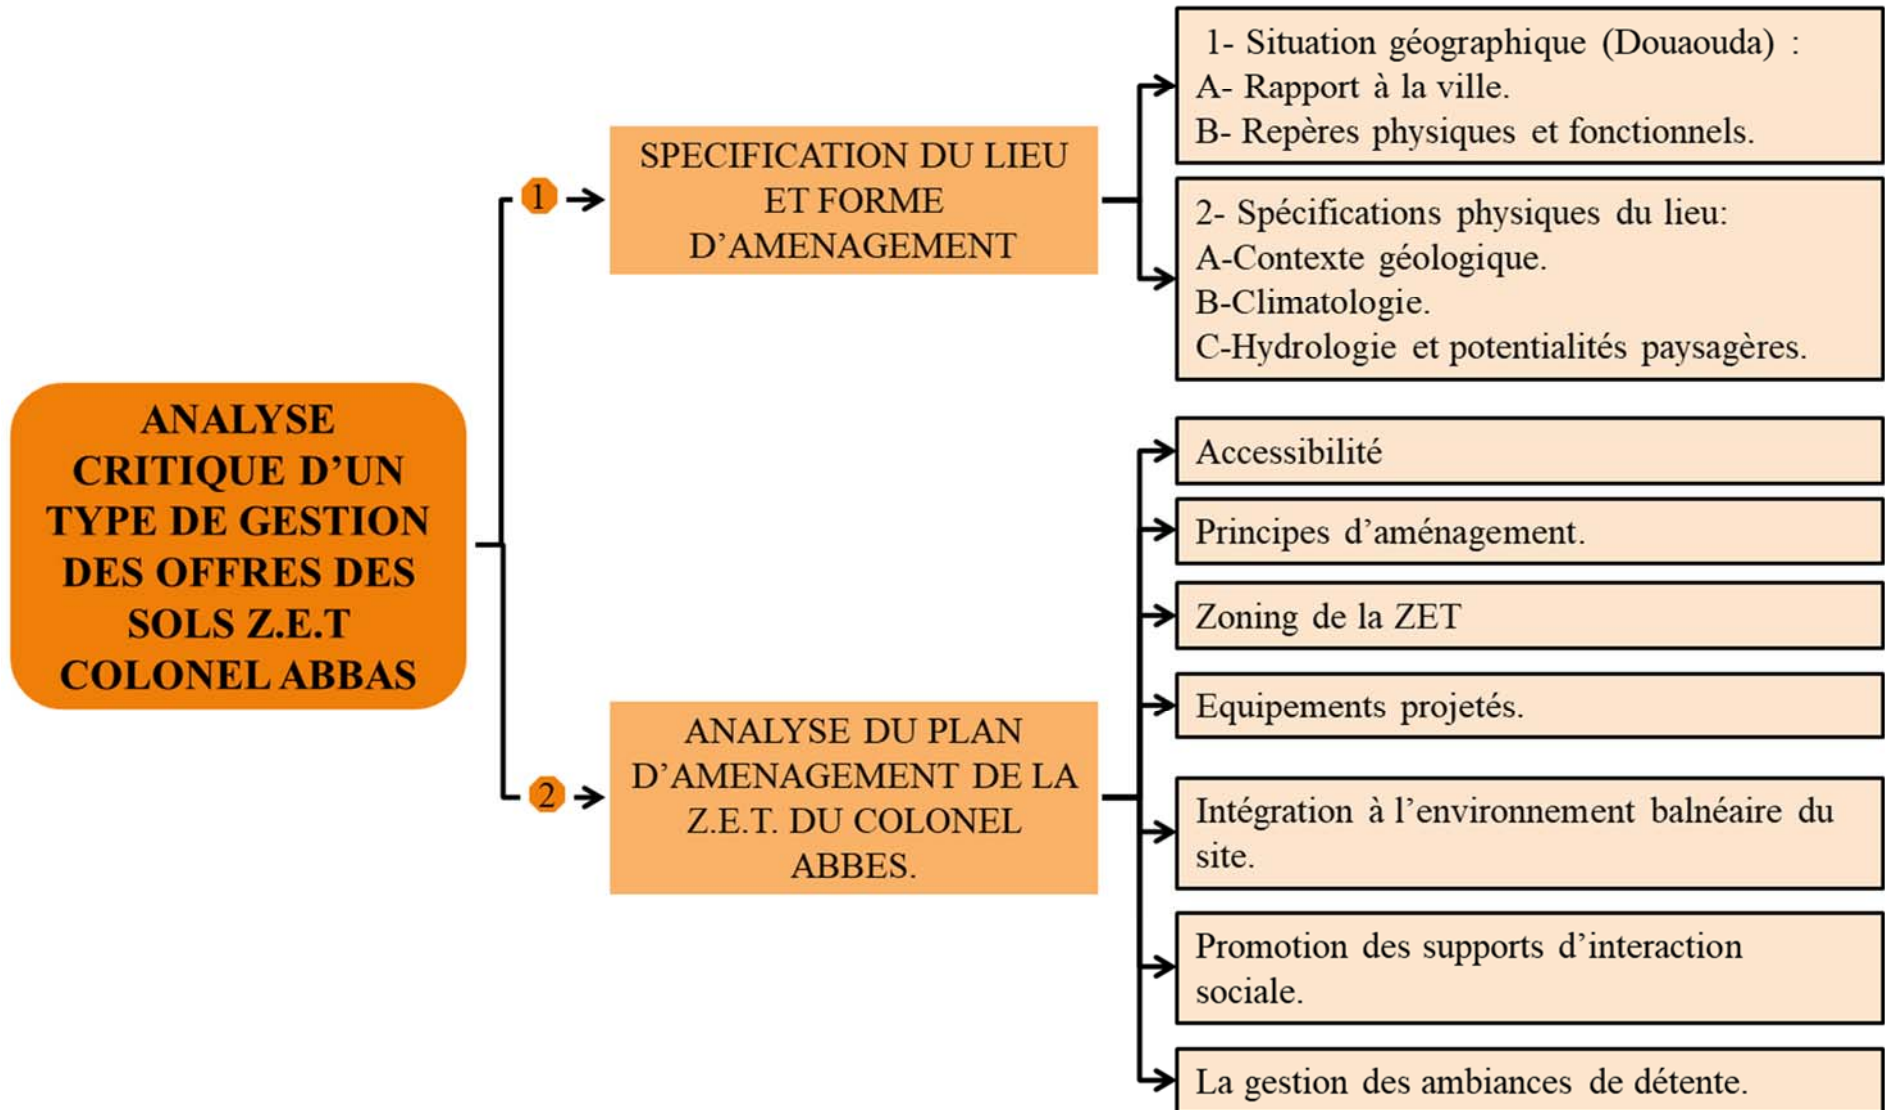 ANALYSE
CRITIQUE D’UN
TYPE DE GESTION
DES OFFRES DES
SOLS Z.E.T
COLONEL ABBAS
1
SPECIFICATION DU LIEU
ET FORME
D’AMENAGEMENT
1- Situation géographique (Douaouda) :
A- Rapport à la ville.
B- Repères physiques et fonctionnels.
2- Spécifications physiques du lieu:
A-Contexte géologique.
B-Climatologie.
C-Hydrologie et potentialités paysagères.
2
ANALYSE DU PLAN
D’AMENAGEMENT DE LA
Z.E.T. DU COLONEL
ABBES.
Accessibilité
Principes d’aménagement.
Zoning de la ZET
Equipements projetés.
Intégration à l’environnement balnéaire du
site.
Promotion des supports d’interaction
sociale.
La gestion des ambiances de détente.